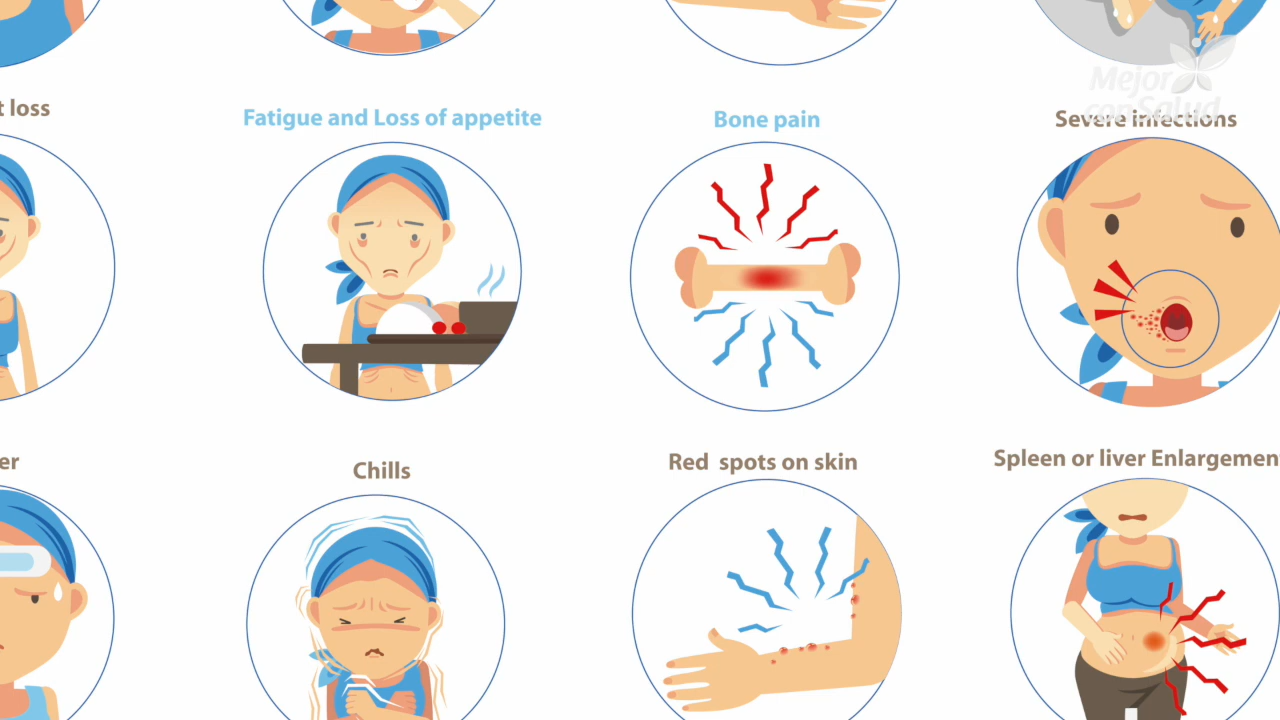 Mejor
con Salud
t loss
Fatigue and Loss of appetite
Bone pain
Severe infections
er
Chills
Red spots on skin
Spleen or liver Enlargemen